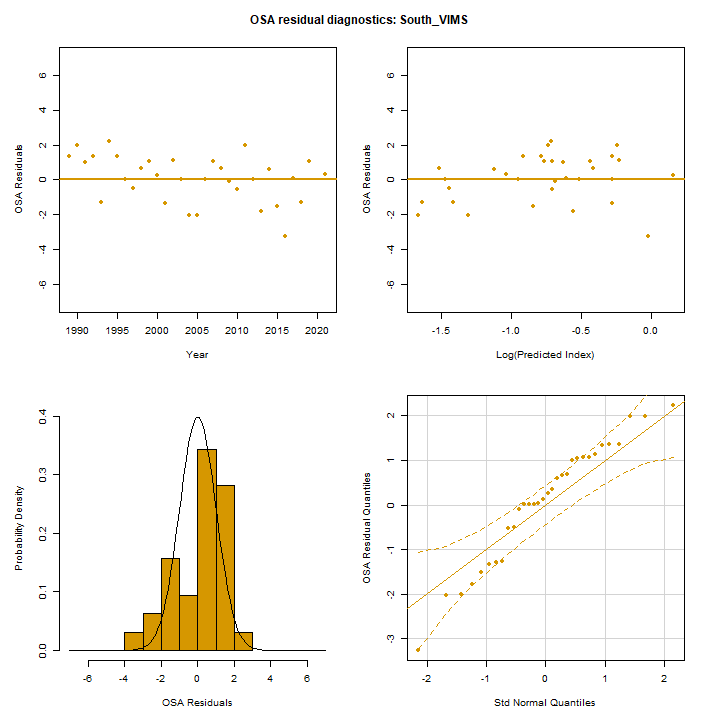 OSA residual diagnostics: South_VIMS
OSA Residuals
6
4
2
0
-2
-4
-6
1990 1995 2000 2005 2010 2015 2020
Year
OSA Residuals
6
4
2
0
-2
-4
-6
-1.5 -1.0 -0.5 0.0
Log(Predicted Index)
Probability Density
0.4
0.3
0.2
0.1
0.0
-6 -4 -2 0 2 4 6
OSA Residuals
OSA Residual Quantiles
2
1
0
-1
-2
-3
-2 -1 0 1 2
Std Normal Quantiles